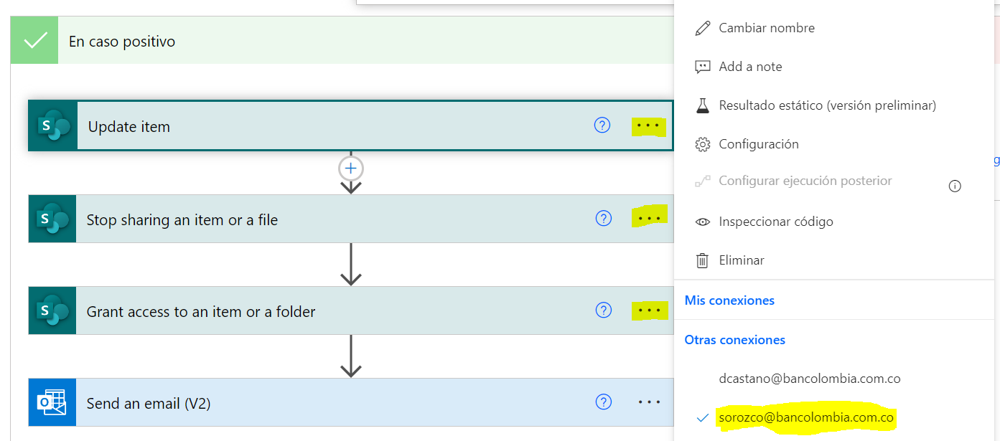 En caso positivo
S
Update item
?
...
+
S
Stop sharing an item or a file
?
...
S
Grant access to an item or a folder
?
...
O
Send an email (V2)
?
...
Cambiar nombre
Add a note
Resultado estático (versión preliminar)
Configuración
Configurar ejecución posterior
i
Inspeccionar código
Eliminar
Mis conexiones
Otras conexiones
dcastano@bancolombia.com.co
sorozco@bancolombia.com.co
g